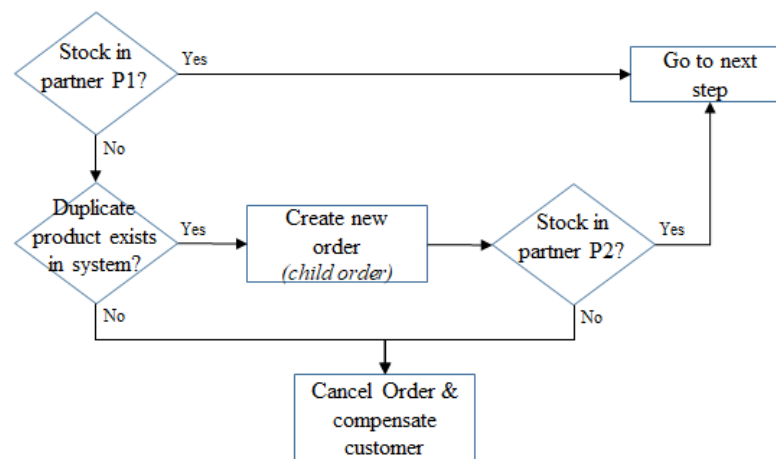 Stock in
partner P1?
Yes
Go to next
step
No
Duplicate
product exists
in system?
Yes
Create new
order
(child order)
Stock in
partner P2?
Yes
No
No
Cancel Order &
compensate
customer